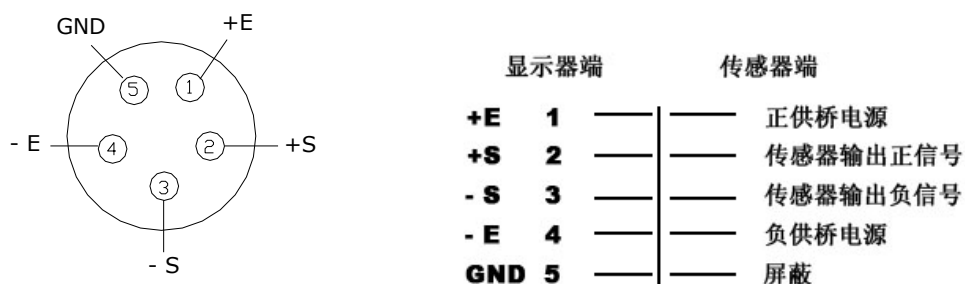 GND
+E
5
1
- E
4
2
+S
3
- S
显示器端 传感器端
+E 1 正供桥电源
+S 2 传感器输出正信号
- S 3 传感器输出负信号
- E 4 负供桥电源
GND 5 屏蔽